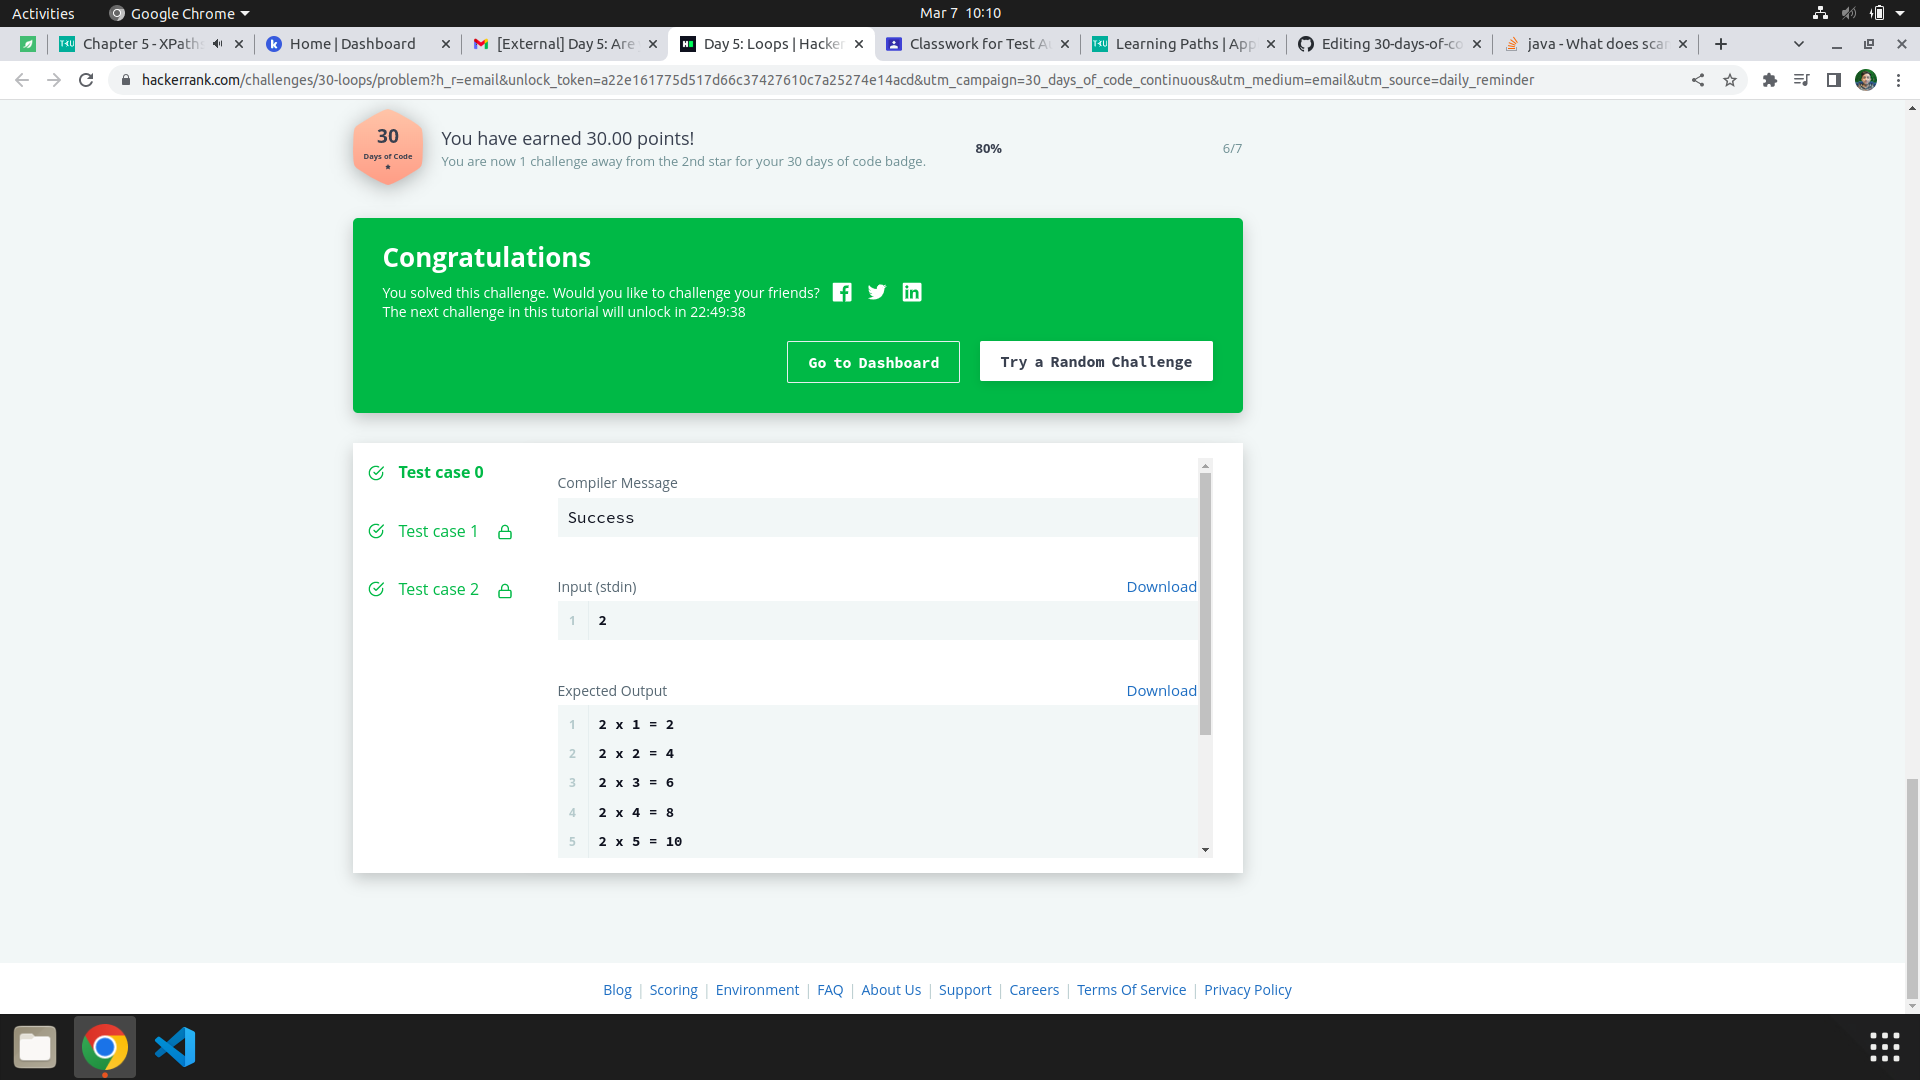 Activities
Google Chrome
Mar 7 10:10
Chapter 5 - XPaths
Home | Dashboard
[External] Day 5: Are
Day 5: Loops | Hacker
Classwork for Test A
Learning Paths | App
Editing 30-days-of-co
java - What does scan
hackerrank.com/challenges/30-loops/problem?h_r=email&unlock_token=a22e161775d517d66c37427610c7a25274e14acd&utm_campaign=30_days_of_code_continuous&utm_medium=email&utm_source=daily_reminder
30
Days of Code
You have earned 30.00 points!
You are now 1 challenge away from the 2nd star for your 30 days of code badge.
80%
6/7
Congratulations
You solved this challenge. Would you like to challenge your friends?
The next challenge in this tutorial will unlock in 22:49:38
Go to Dashboard
Try a Random Challenge
Test case 0
Test case 1
Test case 2
Compiler Message
Success
Input (stdin)
Download
1 2
Expected Output
Download
1 2 x 1 = 2
2 2 x 2 = 4
3 2 x 3 = 6
4 2 x 4 = 8
5 2 x 5 = 10
Blog | Scoring | Environment | FAQ | About Us | Support | Careers | Terms Of Service | Privacy Policy